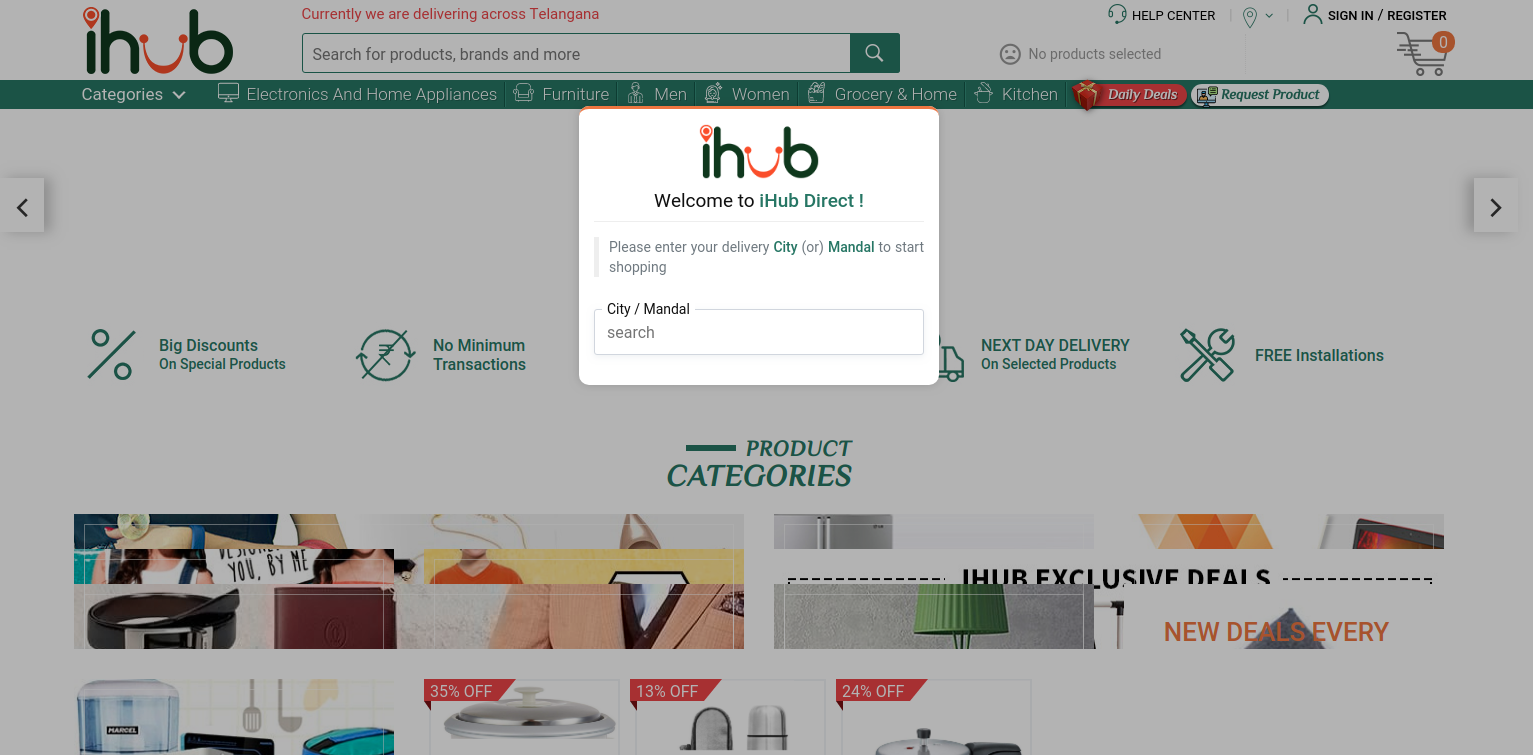 ihub
Currently we are delivering across Telangana
HELP CENTER
SIGN IN / REGISTER
Search for products, brands and more
No products selected
0
Categories
Electronics And Home Appliances
Furniture
Men
Women
Grocery & Home
Kitchen
Daily Deals
Request Product
ihub
Welcome to iHub Direct !
Please enter your delivery City (or) Mandal to start
shopping
City / Mandal
search
Big Discounts
On Special Products
No Minimum
Transactions
NEXT DAY DELIVERY
On Selected Products
FREE Installations
PRODUCT
CATEGORIES
YOU, BY ME
IHUB EXCLUSIVE DEALS
NEW DEALS EVERY
MARCEL
35% OFF
13% OFF
24% OFF